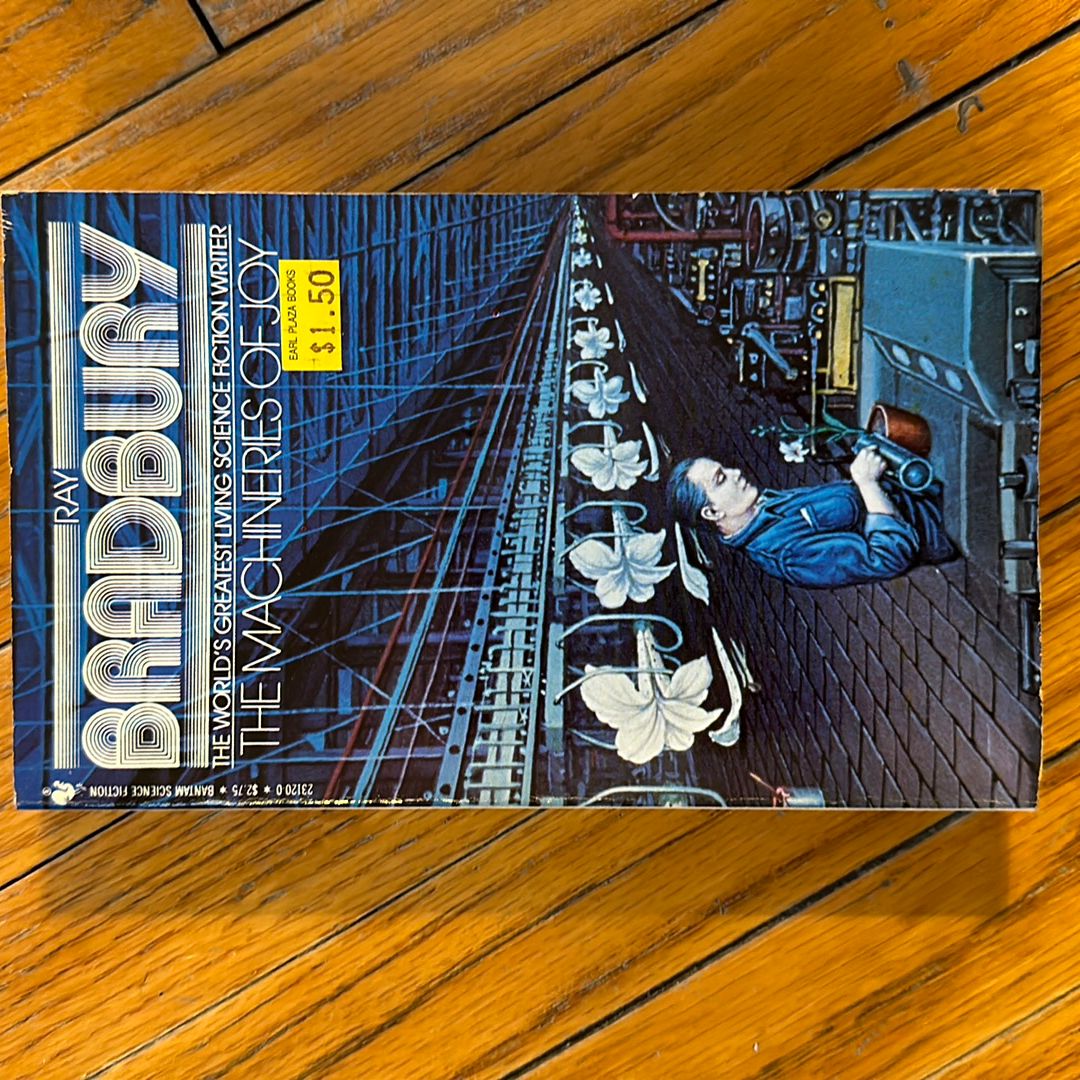 RAY
BRADBURY
THE WORLD'S GREATEST LIVING SCIENCE FICTION WRITER
THE MACHINERIES OF JOY
EARL PLAZA BOOKS
$1.50
23120 0 ★ $2.75 ★ BANTAM SCIENCE FICTION
®